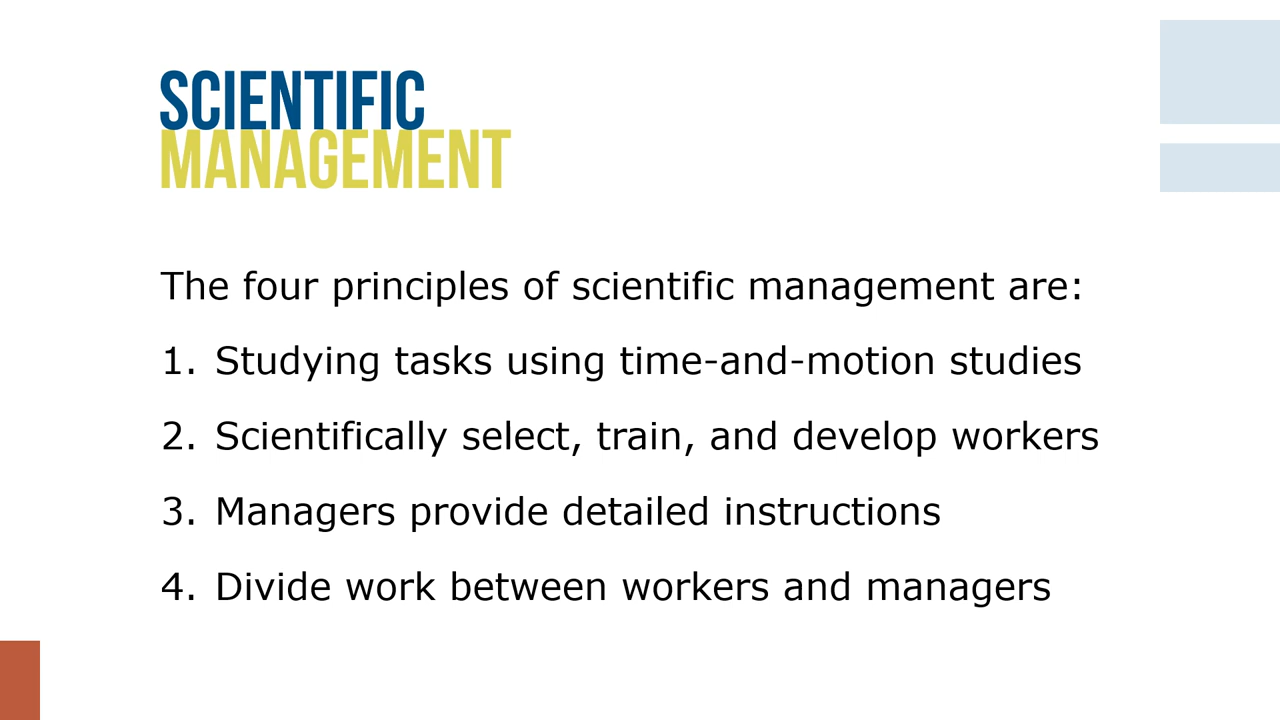 SCIENTIFIC
MANAGEMENT
The four principles of scientific management are:
1. Studying tasks using time-and-motion studies
2. Scientifically select, train, and develop workers
3. Managers provide detailed instructions
4. Divide work between workers and managers